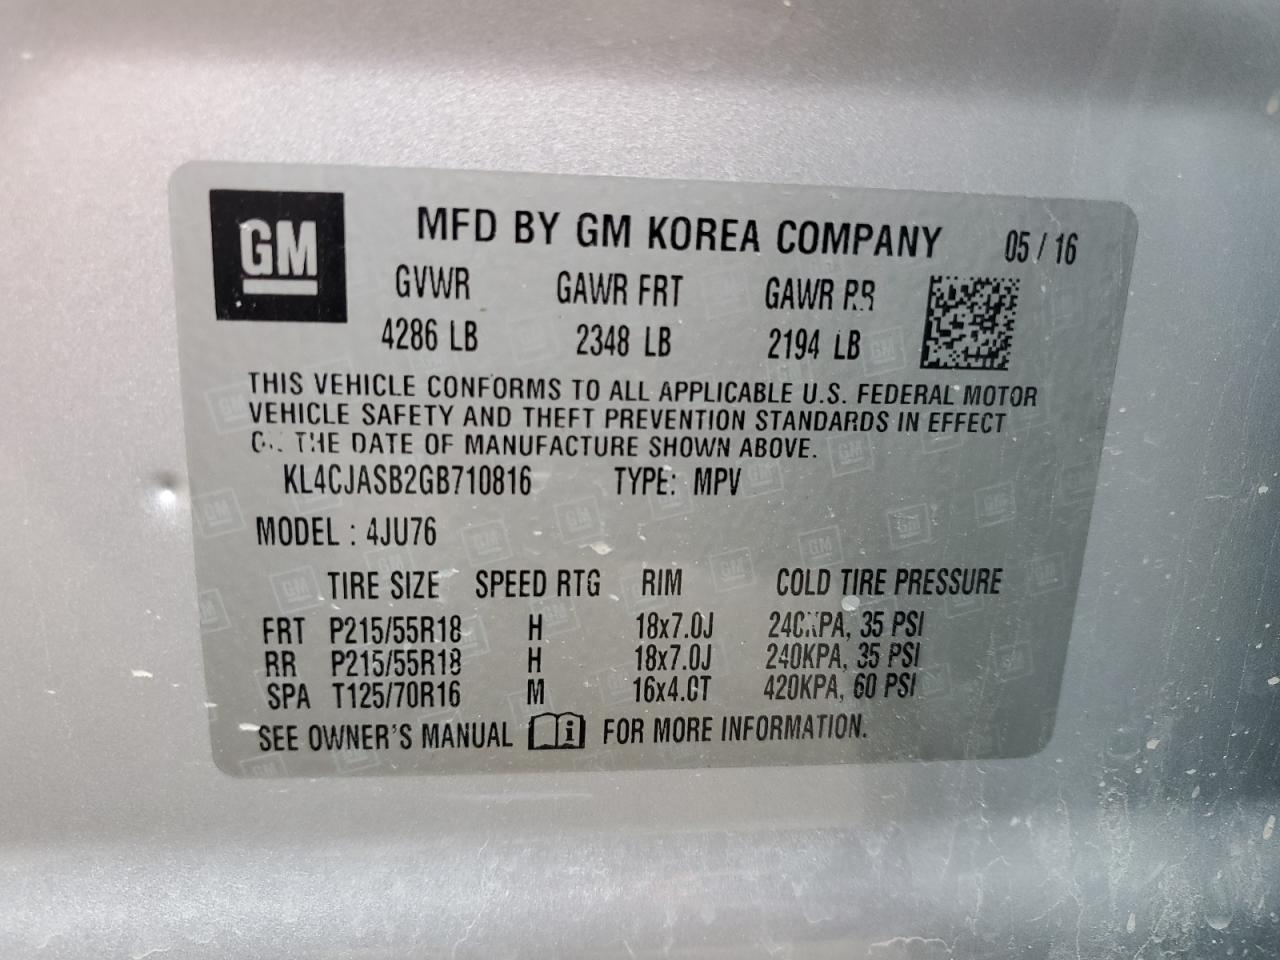 GM
MFD BY GM KOREA COMPANY 05 / 16
GVWR GAWR FRT GAWR RR
4286 LB 2348 LB 2194 LB
THIS VEHICLE CONFORMS TO ALL APPLICABLE U.S. FEDERAL MOTOR
VEHICLE SAFETY AND THEFT PREVENTION STANDARDS IN EFFECT
ON THE DATE OF MANUFACTURE SHOWN ABOVE.
KL4CJASB2GB710816 TYPE: MPV
MODEL : 4JU76
TIRE SIZE SPEED RTG RIM COLD TIRE PRESSURE
FRT P215/55R18 H 18x7.0J 240KPA, 35 PSI
RR P215/55R18 H 18x7.0J 240KPA, 35 PSI
SPA T125/70R16 M 16x4.0T 420KPA, 60 PSI
SEE OWNER'S MANUAL i FOR MORE INFORMATION.